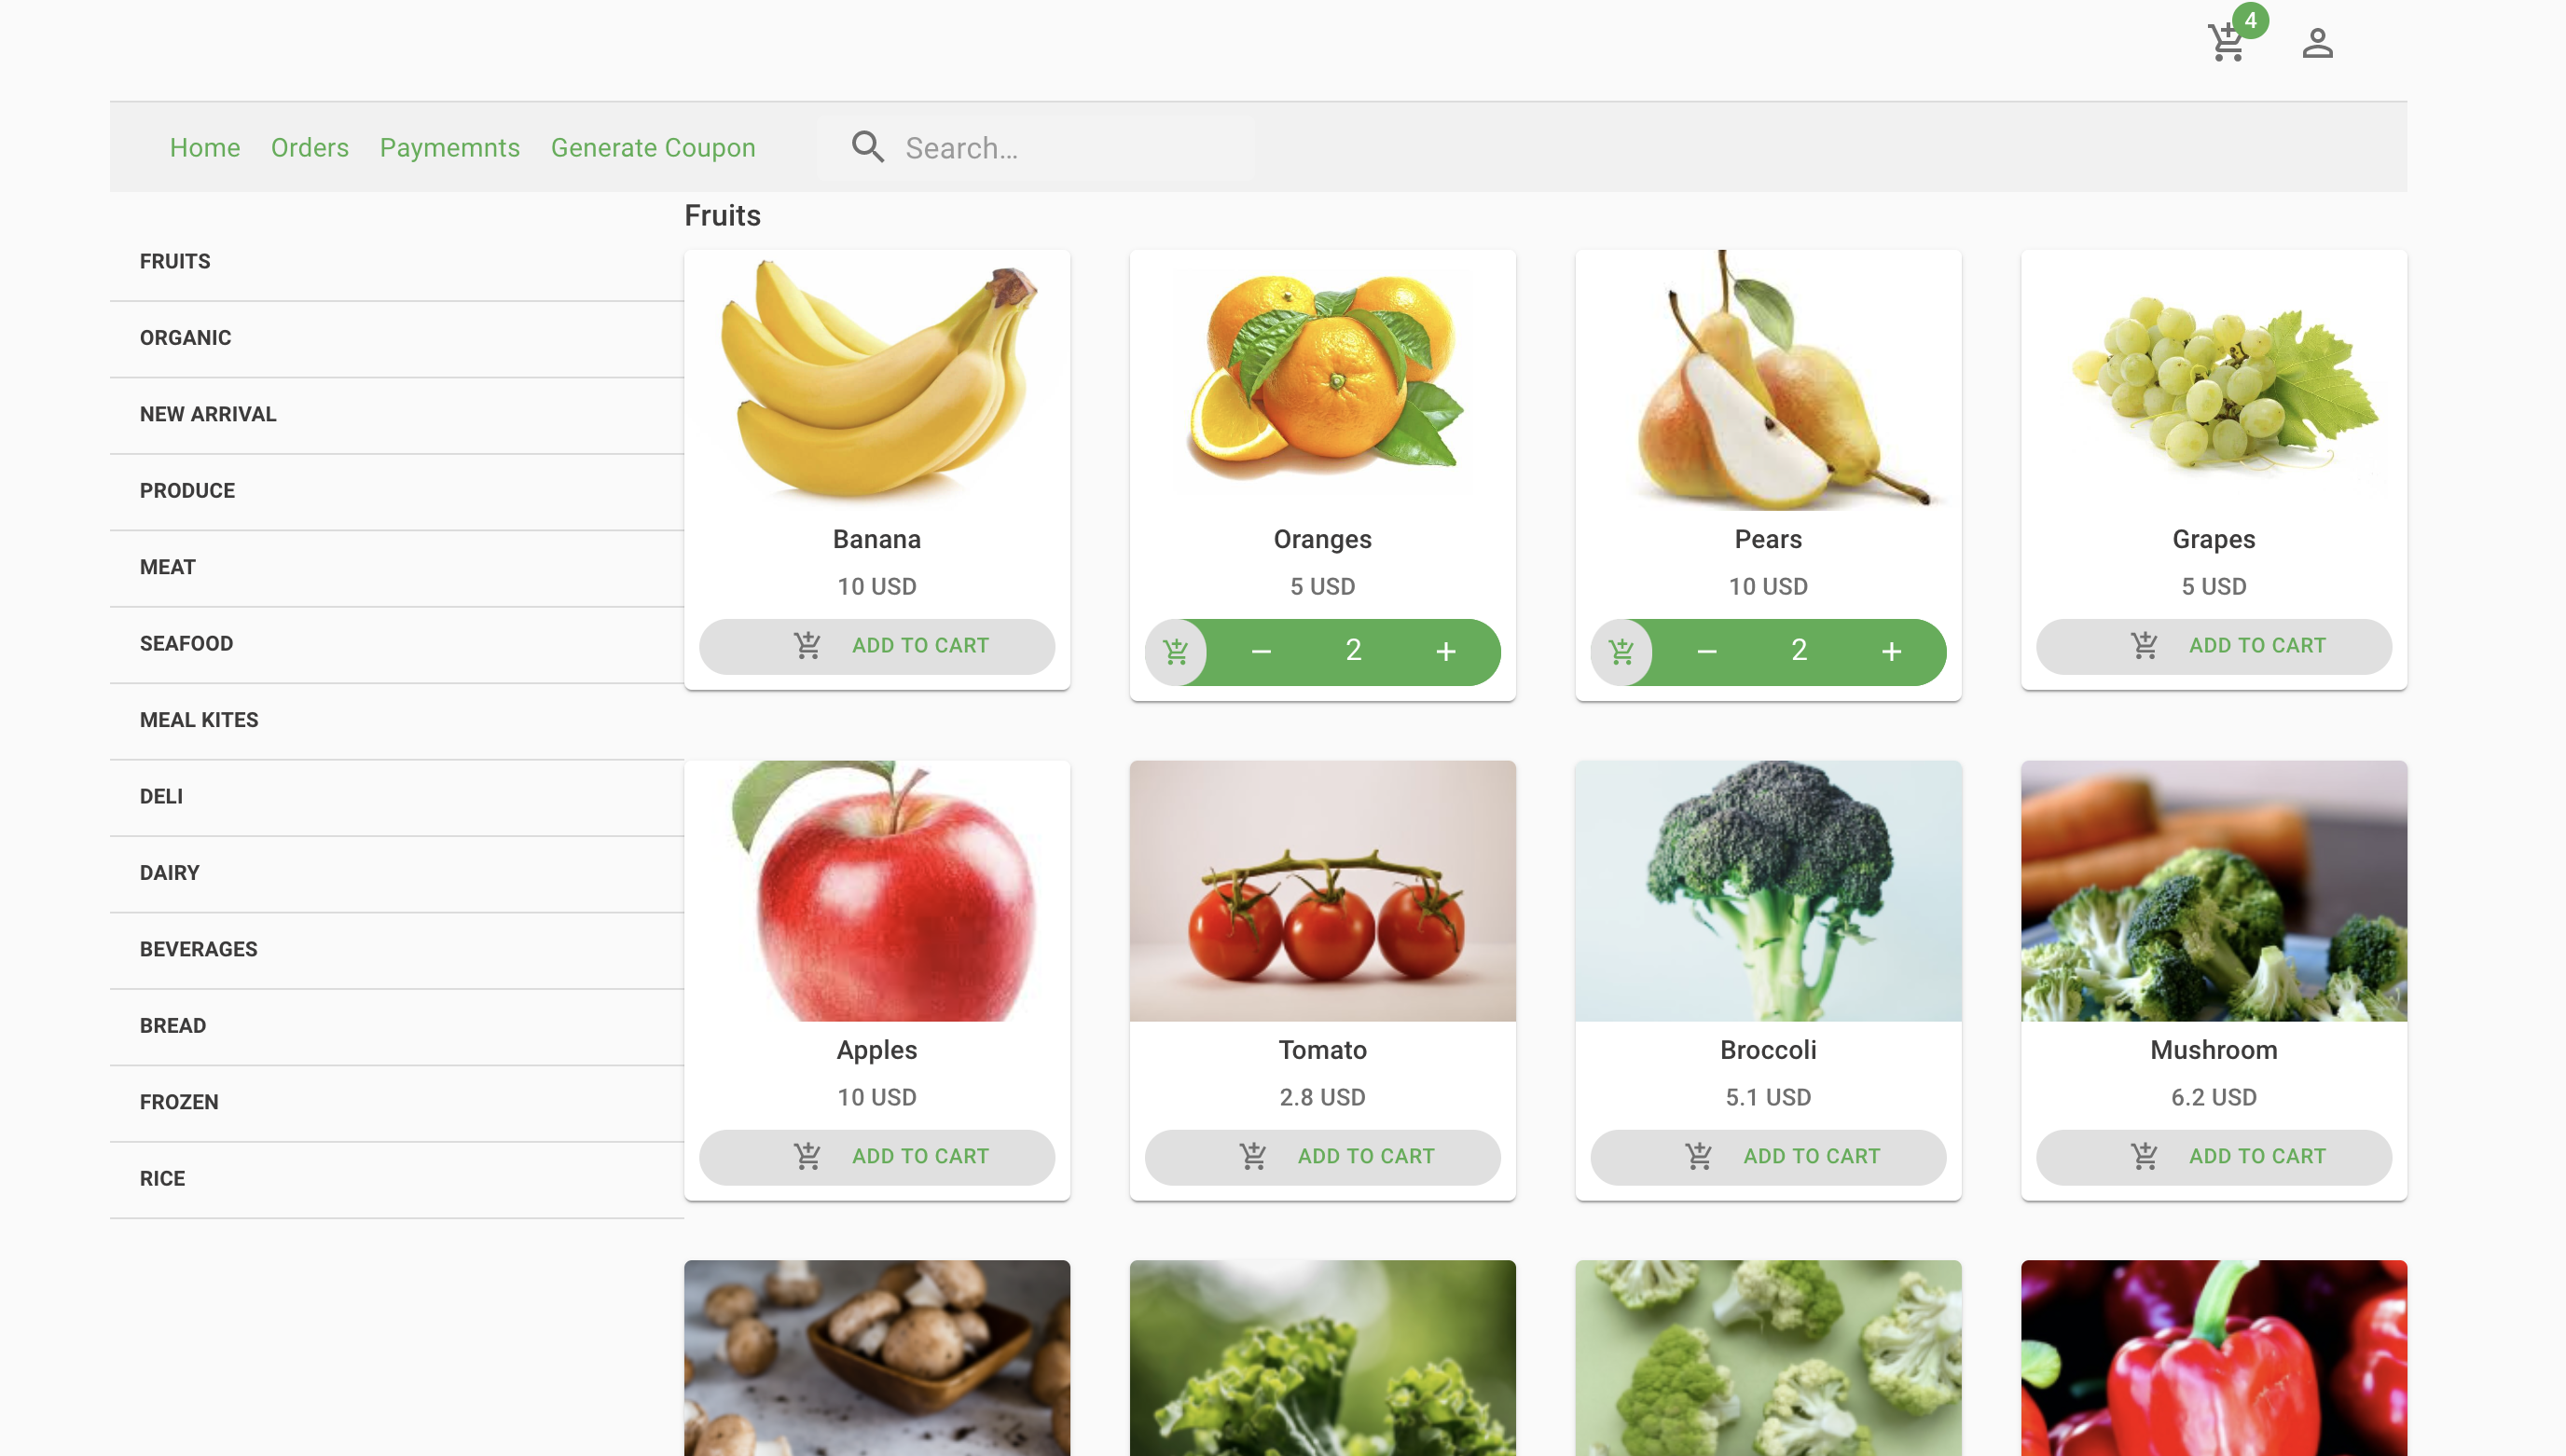 4
Home Orders Paymemnts Generate Coupon Search...
Fruits
FRUITS
ORGANIC
NEW ARRIVAL
PRODUCE
MEAT
SEAFOOD
MEAL KITES
DELI
DAIRY
BEVERAGES
BREAD
FROZEN
RICE
Banana
10 USD
ADD TO CART
Oranges
5 USD
− 2 +
Pears
10 USD
− 2 +
Grapes
5 USD
ADD TO CART
Apples
10 USD
ADD TO CART
Tomato
2.8 USD
ADD TO CART
Broccoli
5.1 USD
ADD TO CART
Mushroom
6.2 USD
ADD TO CART